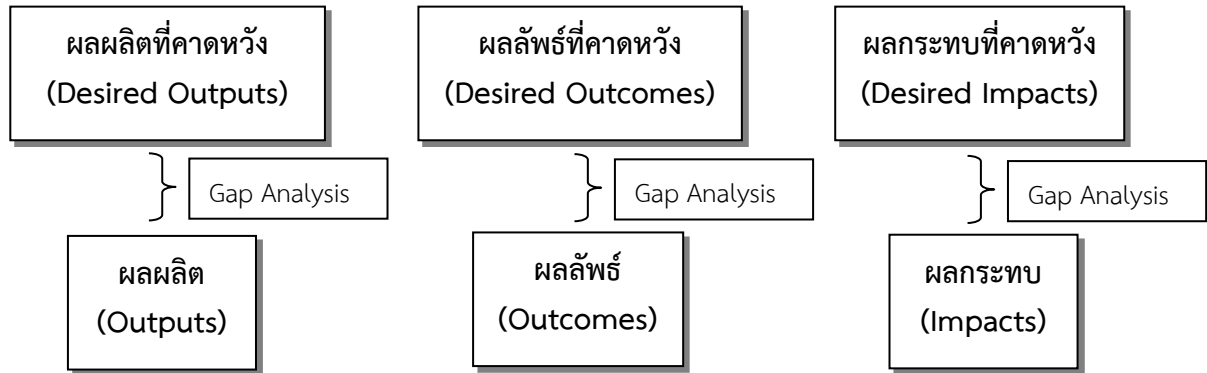 ผลผลิตที่คาดหวัง
(Desired Outputs)
ผลลัพธ์ที่คาดหวัง
(Desired Outcomes)
ผลกระทบที่คาดหวัง
(Desired Impacts)
Gap Analysis
Gap Analysis
Gap Analysis
ผลผลิต
(Outputs)
ผลลัพธ์
(Outcomes)
ผลกระทบ
(Impacts)